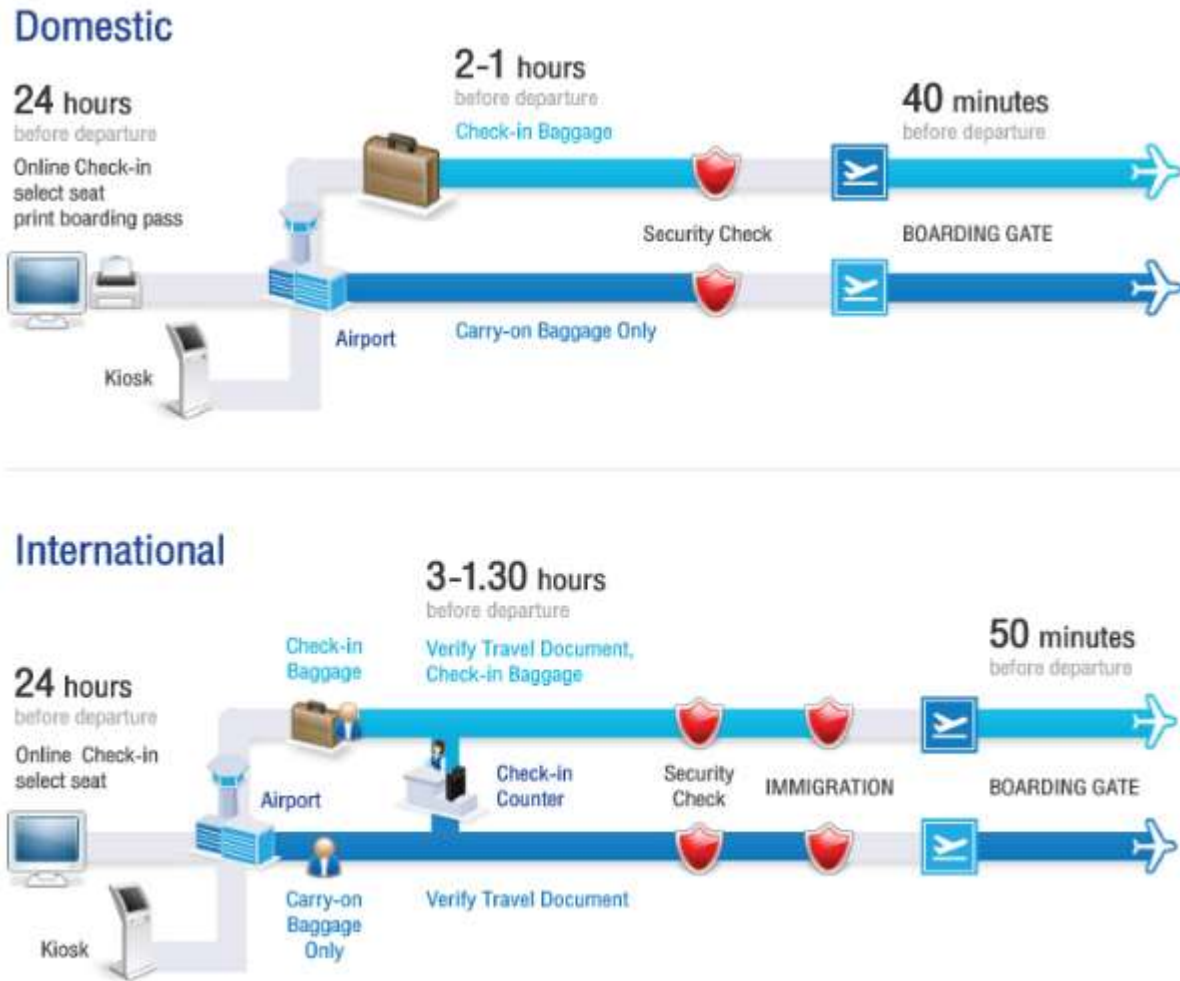 Domestic
24 hours
before departure
Online Check-in
select seat
print boarding pass
2-1 hours
before departure
Check-in Baggage
40 minutes
before departure
Security Check
BOARDING GATE
Airport
Carry-on Baggage Only
Kiosk
International
24 hours
before departure
Online Check-in
select seat
Check-in
Baggage
3-1.30 hours
before departure
Verify Travel Document,
Check-in Baggage
50 minutes
before departure
Airport
Check-in
Counter
Security
Check
IMMIGRATION
BOARDING GATE
Carry-on
Baggage
Only
Verify Travel Document
Kiosk